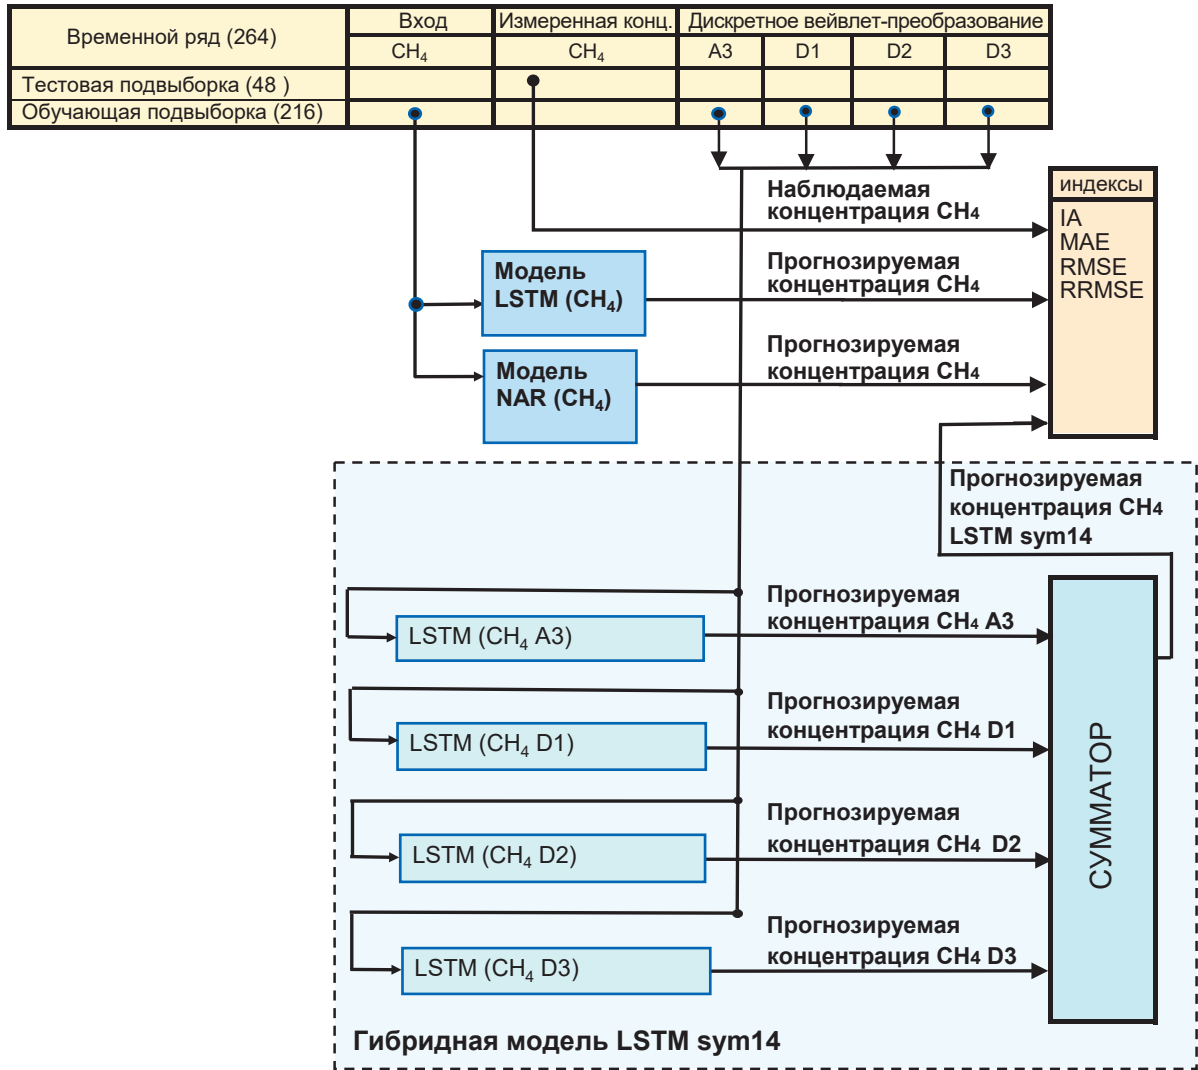 Временной ряд (264)
Вход
Измеренная конц.
Дискретное вейвлет-преобразование
CH₄
CH₄
A3
D1
D2
D3
Тестовая подвыборка (48 )
Обучающая подвыборка (216)
Наблюдаемая
концентрация CH4
индексы
IA
MAE
RMSE
RRMSE
Модель
LSTM (CH₄)
Прогнозируемая
концентрация CH4
Модель
NAR (CH₄)
Прогнозируемая
концентрация CH4
Прогнозируемая
концентрация CH4
LSTM sym14
LSTM (CH₄ A3)
Прогнозируемая
концентрация CH4 A3
LSTM (CH₄ D1)
Прогнозируемая
концентрация CH4 D1
LSTM (CH₄ D2)
Прогнозируемая
концентрация CH4 D2
LSTM (CH₄ D3)
Прогнозируемая
концентрация CH4 D3
СУММАТОР
Гибридная модель LSTM sym14